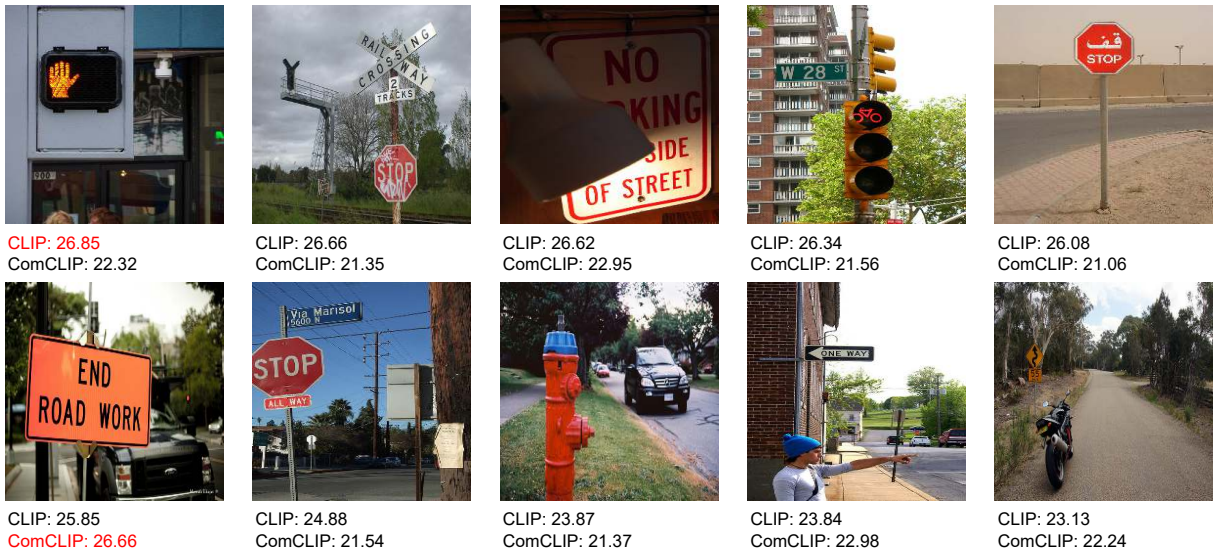 900
RAIL
CROSSING
WAY
2
TRACKS
STOP
NO
KING
SIDE
OF STREET
W 28 ST
قف
STOP
CLIP: 26.85
ComCLIP: 22.32
CLIP: 26.66
ComCLIP: 21.35
CLIP: 26.62
ComCLIP: 22.95
CLIP: 26.34
ComCLIP: 21.56
CLIP: 26.08
ComCLIP: 21.06
END
ROAD WORK
Via Marisol
5600 N
STOP
ALL WAY
ONE WAY
CLIP: 25.85
ComCLIP: 26.66
CLIP: 24.88
ComCLIP: 21.54
CLIP: 23.87
ComCLIP: 21.37
CLIP: 23.84
ComCLIP: 22.98
CLIP: 23.13
ComCLIP: 22.24